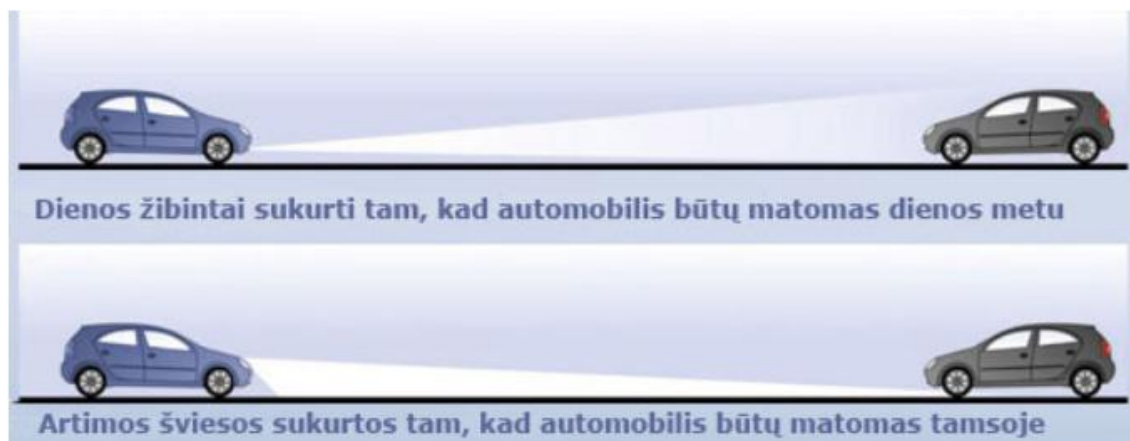 Dienos žibintai sukurti tam, kad automobilis būtų matomas dienos metu
Artimos šviesos sukurtos tam, kad automobilis būtų matomas tamsoje